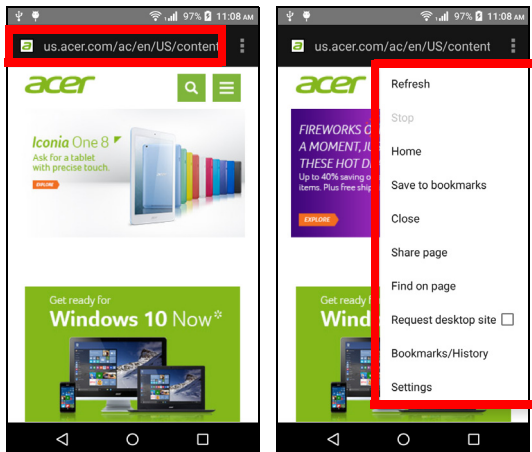 97% 11:08 AM
us.acer.com/ac/en/US/content
acer
Iconia One 8
Ask for a tablet
with precise touch.
EXPLORE
Get ready for
Windows 10 Now*
97% 11:08 AM
us.acer.com/ac/en/US/content
acer
FIREWORKS O
A MOMENT, JU
THESE HOT D
Up to 40% saving o
items. Plus free ship
EXPLORE
Get ready f
Wind
Refresh
Stop
Home
Save to bookmarks
Close
Share page
Find on page
Request desktop site
Bookmarks/History
Settings